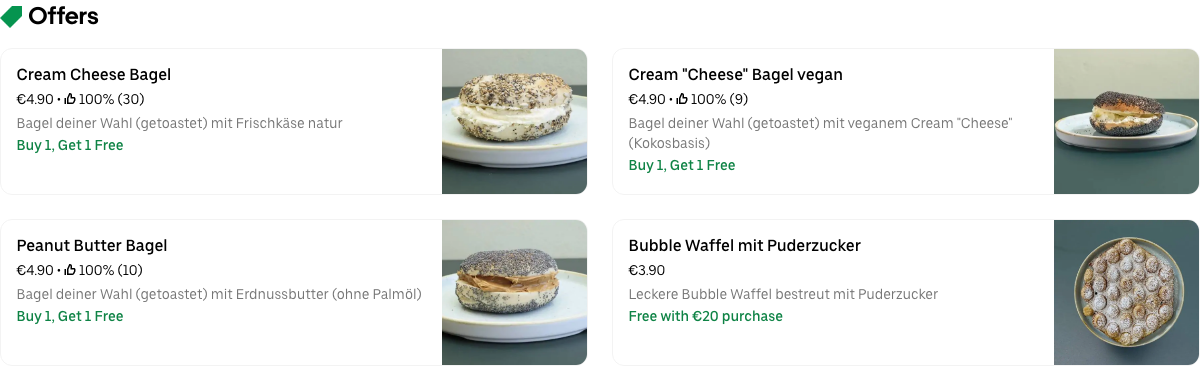 Offers
Cream Cheese Bagel
€4.90 • 100% (30)
Bagel deiner Wahl (getoastet) mit Frischkäse natur
Buy 1, Get 1 Free
Cream "Cheese" Bagel vegan
€4.90 • 100% (9)
Bagel deiner Wahl (getoastet) mit veganem Cream "Cheese"
(Kokosbasis)
Buy 1, Get 1 Free
Peanut Butter Bagel
€4.90 • 100% (10)
Bagel deiner Wahl (getoastet) mit Erdnussbutter (ohne Palmöl)
Buy 1, Get 1 Free
Bubble Waffel mit Puderzucker
€3.90
Leckere Bubble Waffel bestreut mit Puderzucker
Free with €20 purchase